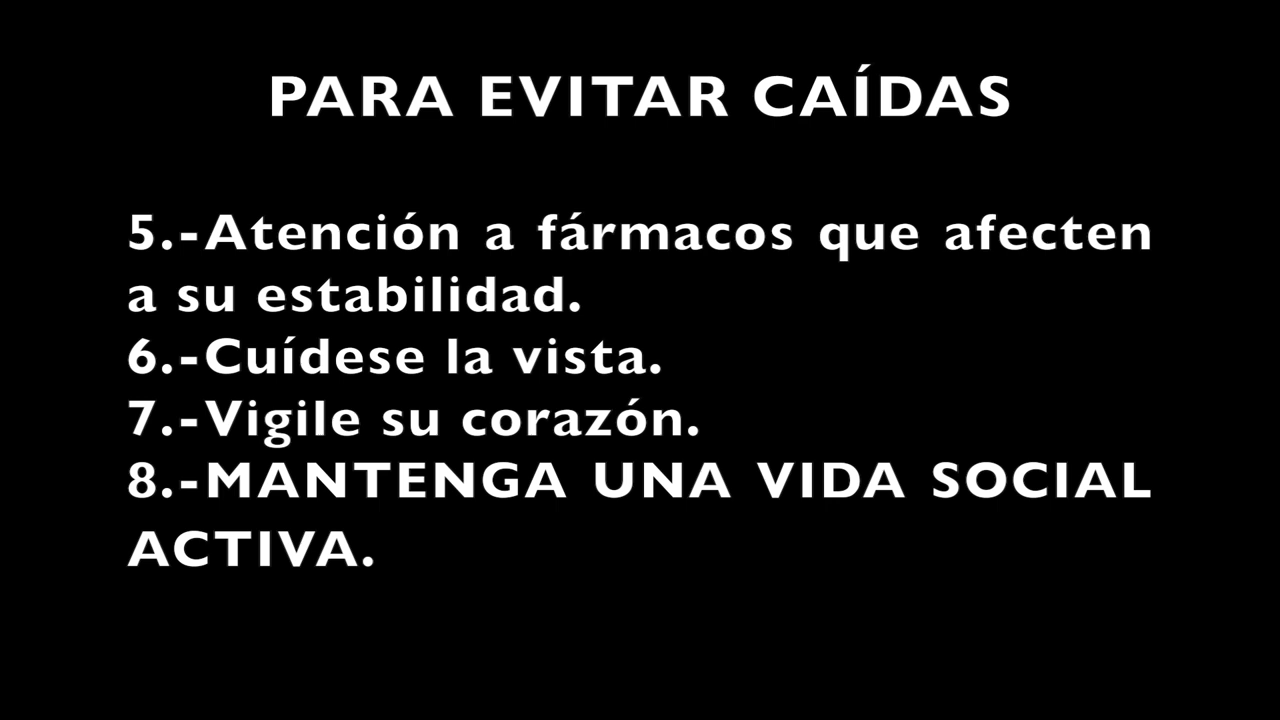 PARA EVITAR CAÍDAS
5.-Atención a fármacos que afecten
a su estabilidad.
6.-Cuídese la vista.
7.-Vigile su corazón.
8.-MANTENGA UNA VIDA SOCIAL
ACTIVA.